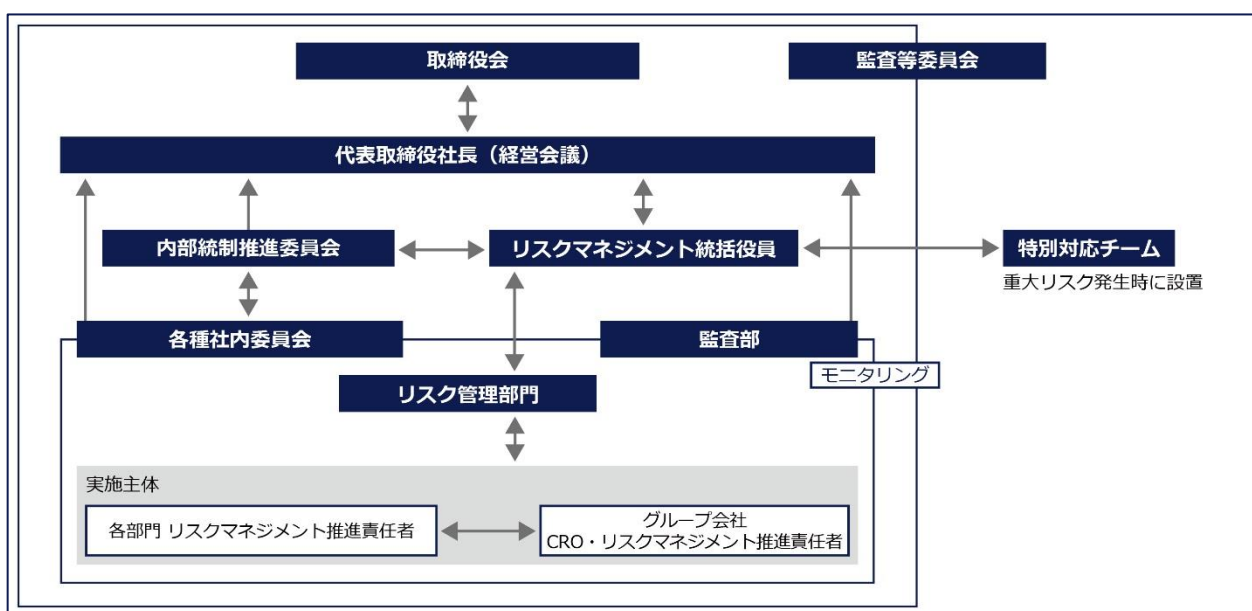 取締役会
監査等委員会
代表取締役社長（経営会議）
内部統制推進委員会
リスクマネジメント統括役員
特別対応チーム
重大リスク発生時に設置
各種社内委員会
監査部
モニタリング
リスク管理部門
実施主体
各部門 リスクマネジメント推進責任者
グループ会社
CRO・リスクマネジメント推進責任者